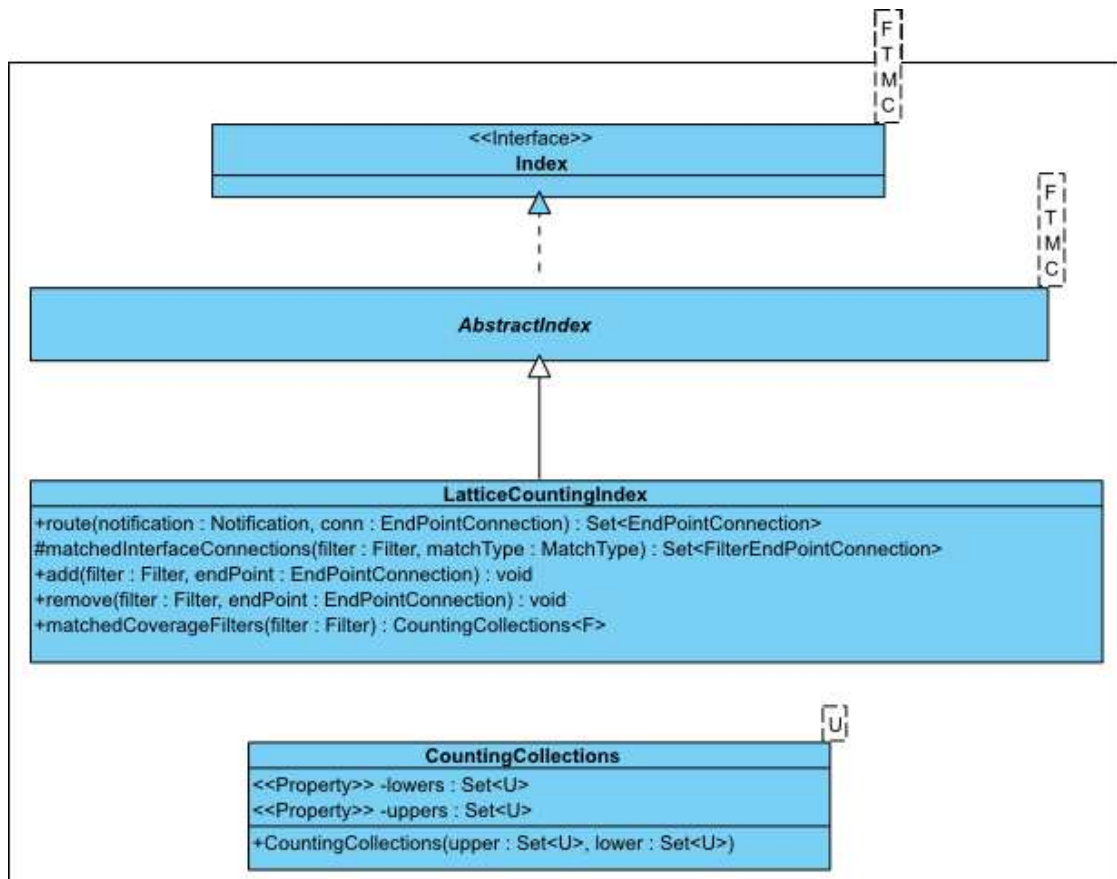 F
T
M
C
<<Interface>>
Index
F
T
M
C
AbstractIndex
LatticeCountingIndex
+route(notification : Notification, conn : EndPointConnection) : Set<EndPointConnection>
#matchedInterfaceConnections(filter : Filter, matchType : MatchType) : Set<FilterEndPointConnection>
+add(filter : Filter, endPoint : EndPointConnection) : void
+remove(filter : Filter, endPoint : EndPointConnection) : void
+matchedCoverageFilters(filter : Filter) : CountingCollections<F>
U
CountingCollections
<<Property>> -lowers : Set<U>
<<Property>> -uppers : Set<U>
+CountingCollections(upper : Set<U>, lower : Set<U>)